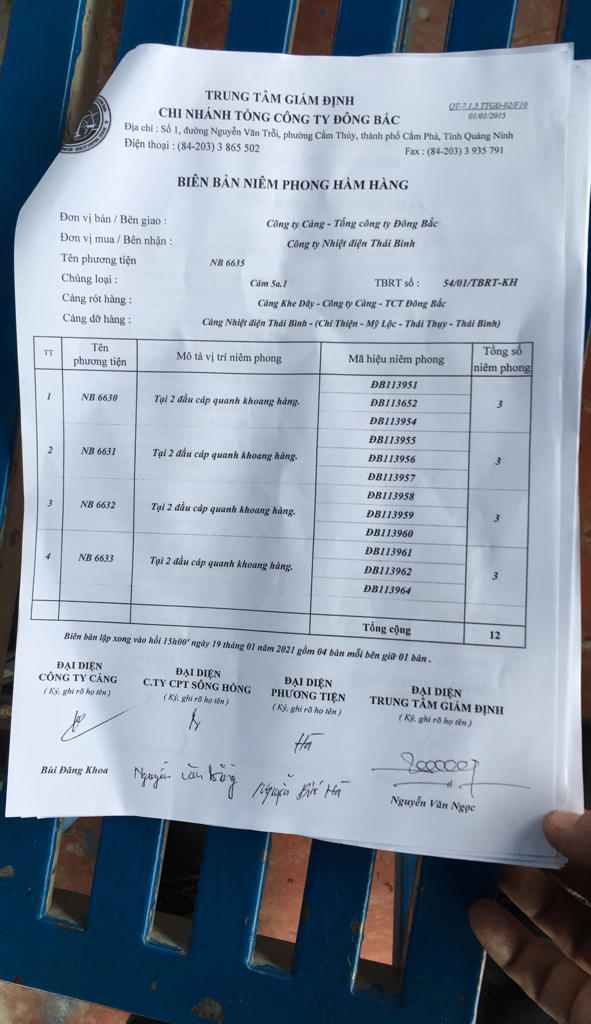 TRUNG TÂM GIÁM ĐỊNH
CHI NHÁNH TỔNG CÔNG TY ĐÔNG BẮC
QT-7.1.5 TTGĐ-02/F10
01/01/2015
Địa chỉ : Số 1, đường Nguyễn Văn Trỗi, phường Cẩm Thủy, thành phố Cẩm Phả, Tỉnh Quảng Ninh
Điện thoại : (84-203) 3 865 502 Fax : (84-203) 3 935 791
BIÊN BẢN NIÊM PHONG HÀM HÀNG
Đơn vị bán / Bên giao : Công ty Cảng - Tổng công ty Đông Bắc
Đơn vị mua / Bên nhận : Công ty Nhiệt điện Thái Bình
Tên phương tiện NB 6635
Chủng loại : Cám 5a.1 TBRT số : 54/01/TBRT-KH
Cảng rót hàng : Cảng Khe Dây - Công ty Cảng - TCT Đông Bắc
Cảng dỡ hàng : Cảng Nhiệt điện Thái Bình - (Chí Thiện - Mỹ Lộc - Thái Thụy - Thái Bình)
TT Tên phương tiện Mô tả vị trí niêm phong Mã hiệu niêm phong Tổng số niêm phong
1 NB 6630 Tại 2 đầu cáp quanh khoang hàng. ĐB113951 3
ĐB113652
ĐB113954
2 NB 6631 Tại 2 đầu cáp quanh khoang hàng. ĐB113955 3
ĐB113956
ĐB113957
3 NB 6632 Tại 2 đầu cáp quanh khoang hàng. ĐB113958 3
ĐB113959
ĐB113960
4 NB 6633 Tại 2 đầu cáp quanh khoang hàng. ĐB113961 3
ĐB113962
ĐB113964
Tổng cộng 12
Biên bản lập xong vào hồi 15h00' ngày 19 tháng 01 năm 2021 gồm 04 bản mỗi bên giữ 01 bản .
ĐẠI DIỆN
CÔNG TY CẢNG
( Ký, ghi rõ họ tên )
Bùi Đăng Khoa
ĐẠI DIỆN
C.TY CPT SÔNG HỒNG
( Ký, ghi rõ họ tên )
Nguyễn Văn
ĐẠI DIỆN
PHƯƠNG TIỆN
( Ký, ghi rõ họ tên )
Hà
Nguyễn Đức Hà
ĐẠI DIỆN
TRUNG TÂM GIÁM ĐỊNH
( Ký, ghi rõ họ tên )
Nguyễn Văn Ngọc